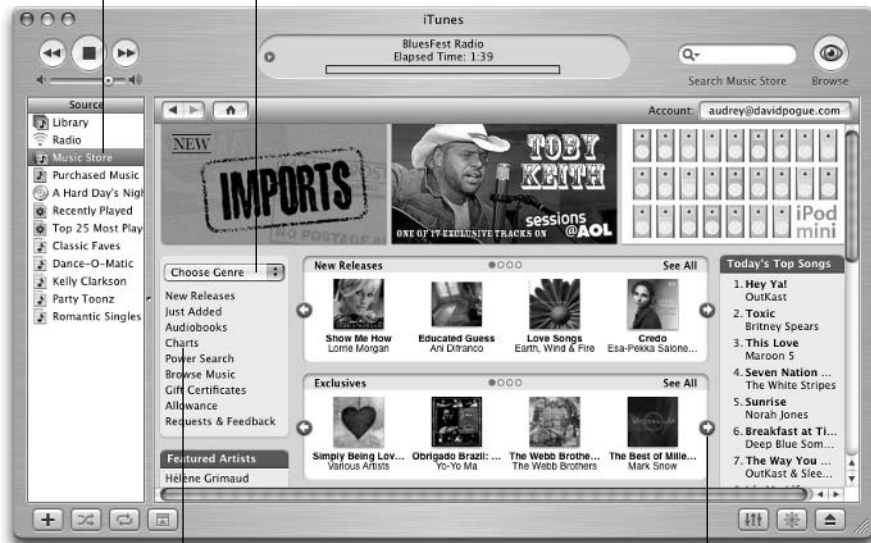 iTunes
BluesFest Radio
Elapsed Time: 1:39
Search Music Store
Browse
Source
Library
Radio
Music Store
Purchased Music
A Hard Day's Nigh
Recently Played
Top 25 Most Play
Classic Faves
Dance-O-Matic
Kelly Clarkson
Party Toonz
Romantic Singles
Account: audrey@davidpogue.com
NEW
IMPORTS
NO POSTAGE
TOBY
KEITH
sessions
@AOL
ONE OF 17 EXCLUSIVE TRACKS ON
iPod
mini
Choose Genre
New Releases
Just Added
Audiobooks
Charts
Power Search
Browse Music
Gift Certificates
Allowance
Requests & Feedback
Featured Artists
Hélène Grimaud
New Releases
See All
Show Me How
Lorrie Morgan
Educated Guess
Ani Difranco
Love Songs
Earth, Wind & Fire
Credo
Esa-Pekka Salone...
Exclusives
See All
Simply Being Lov...
Various Artists
Obrigado Brazil: ...
Yo-Yo Ma
The Webb Brothe...
The Webb Brothers
The Best of Mille...
Mark Snow
Today's Top Songs
1. Hey Ya!
OutKast
2. Toxic
Britney Spears
3. This Love
Maroon 5
4. Seven Nation ...
The White Stripes
5. Sunrise
Norah Jones
6. Breakfast at Ti...
Deep Blue Som...
7. The Way You ...
OutKast & Slee...